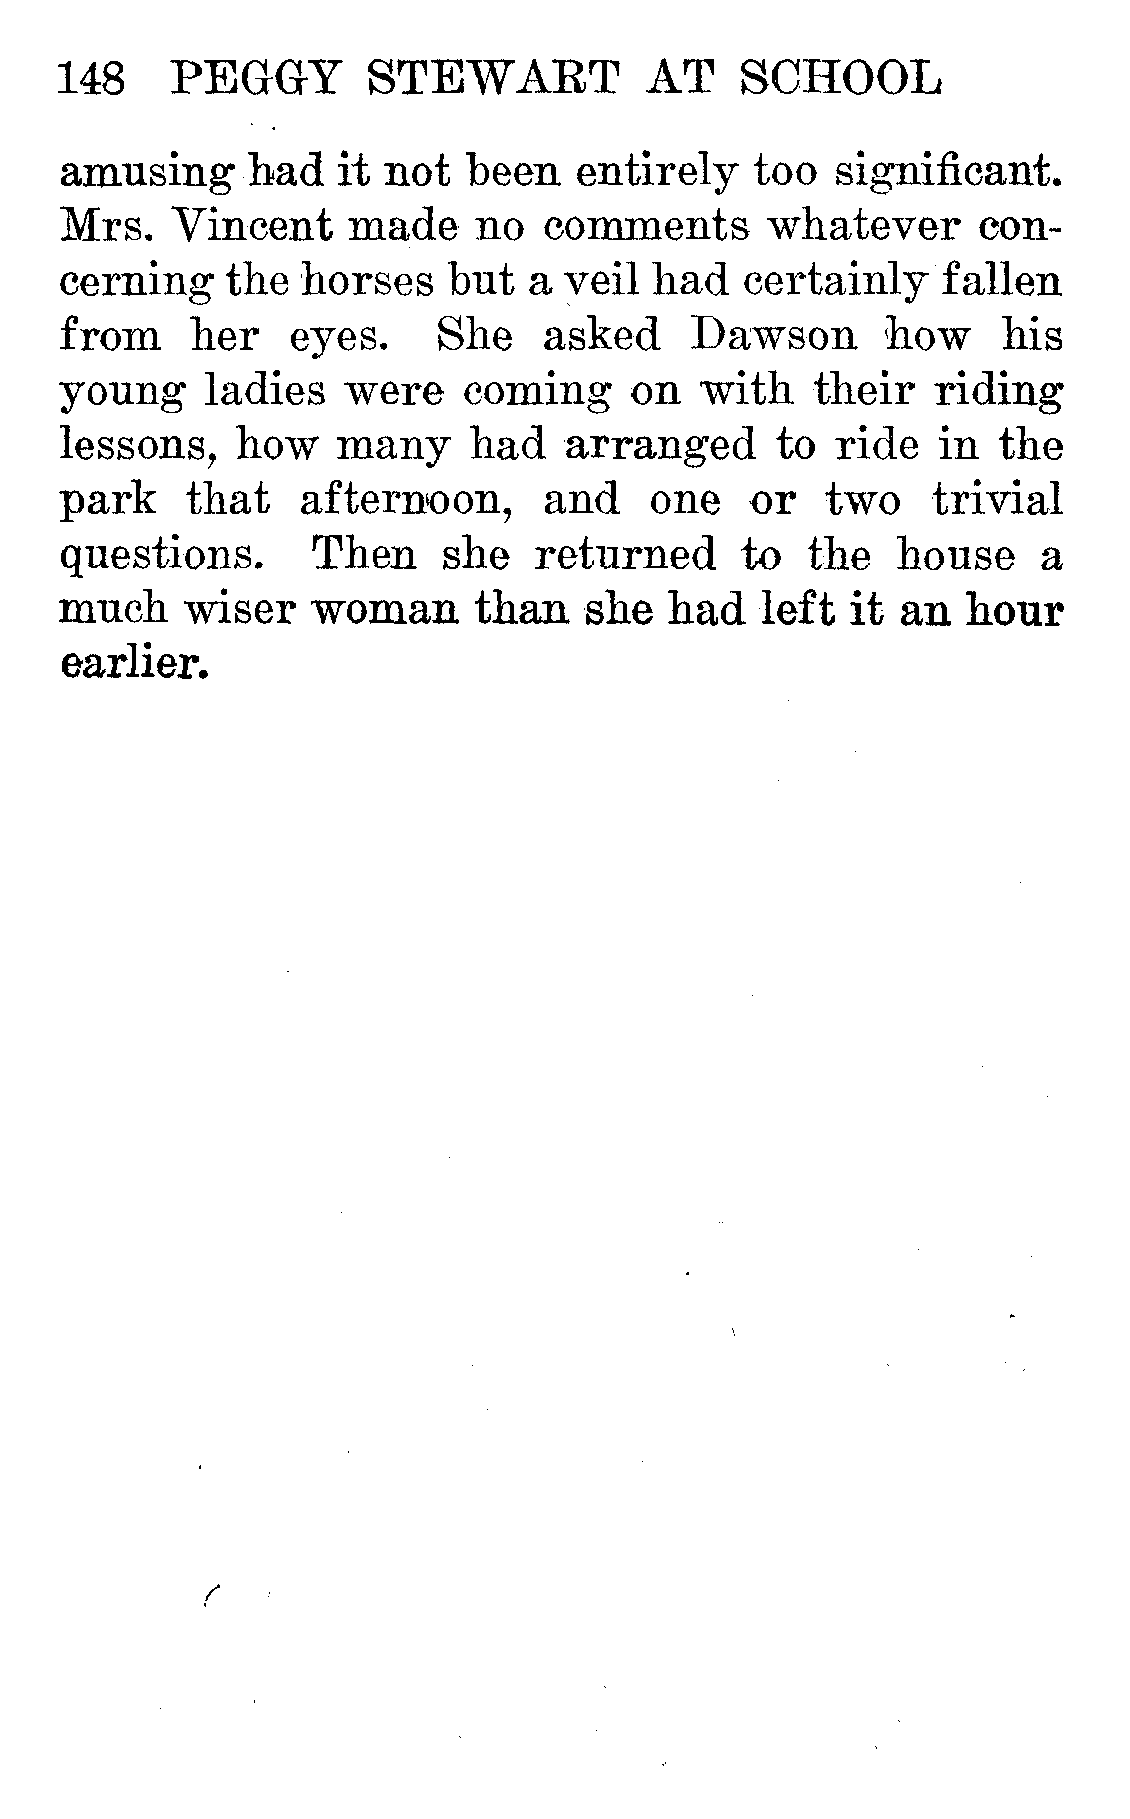 148 PEGGY STEWART AT SCHOOL
amusing had it not been entirely too significant.
Mrs. Vincent made no comments whatever con-
cerning the horses but a veil had certainly fallen
from her eyes. She asked Dawson how his
young ladies were coming on with their riding
lessons, how many had arranged to ride in the
park that afternoon, and one or two trivial
questions. Then she returned to the house a
much wiser woman than she had left it an hour
earlier.